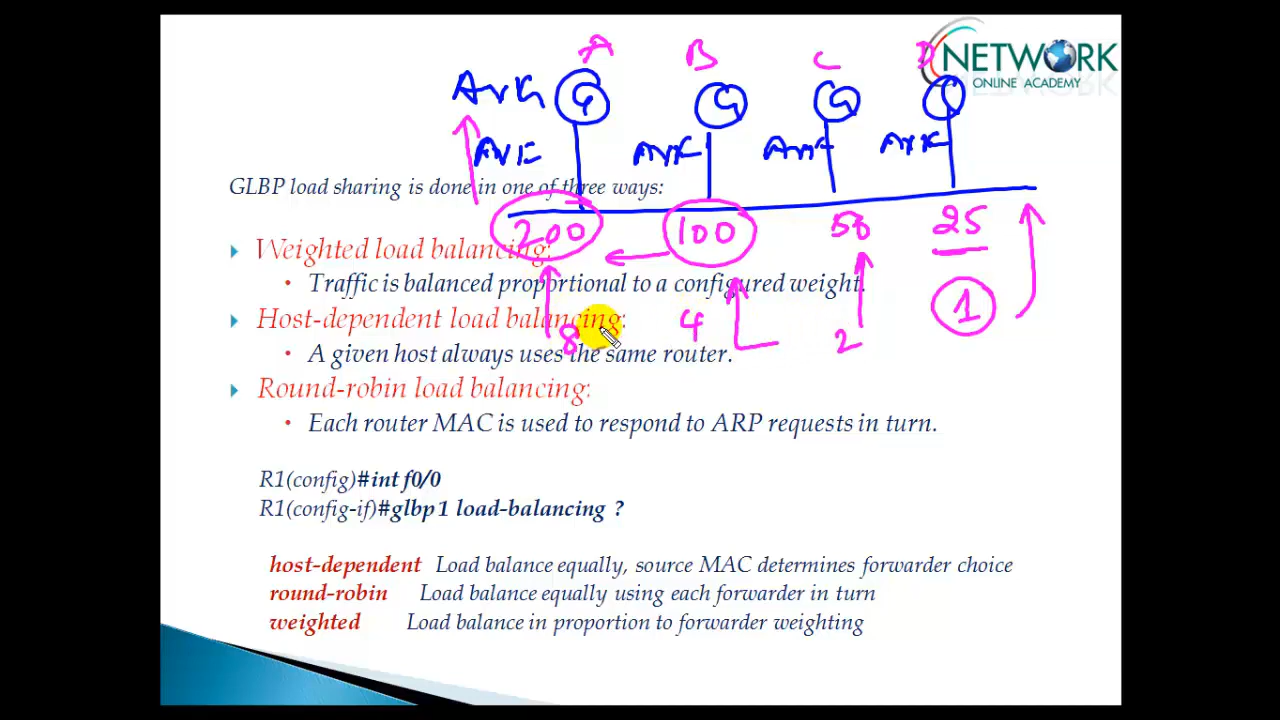 A B C D
NETWORK
ONLINE ACADEMY
AVG G G G
AVF AVF AVF AVF
GLBP load sharing is done in one of three ways:
200 100 50 25
Weighted load balancing:
• Traffic is balanced proportional to a configured weight.
1
Host-dependent load balancing:
8 4 2
• A given host always uses the same router.
Round-robin load balancing:
• Each router MAC is used to respond to ARP requests in turn.
R1(config)#int f0/0
R1(config-if)#glbp 1 load-balancing ?
host-dependent Load balance equally, source MAC determines forwarder choice
round-robin Load balance equally using each forwarder in turn
weighted Load balance in proportion to forwarder weighting